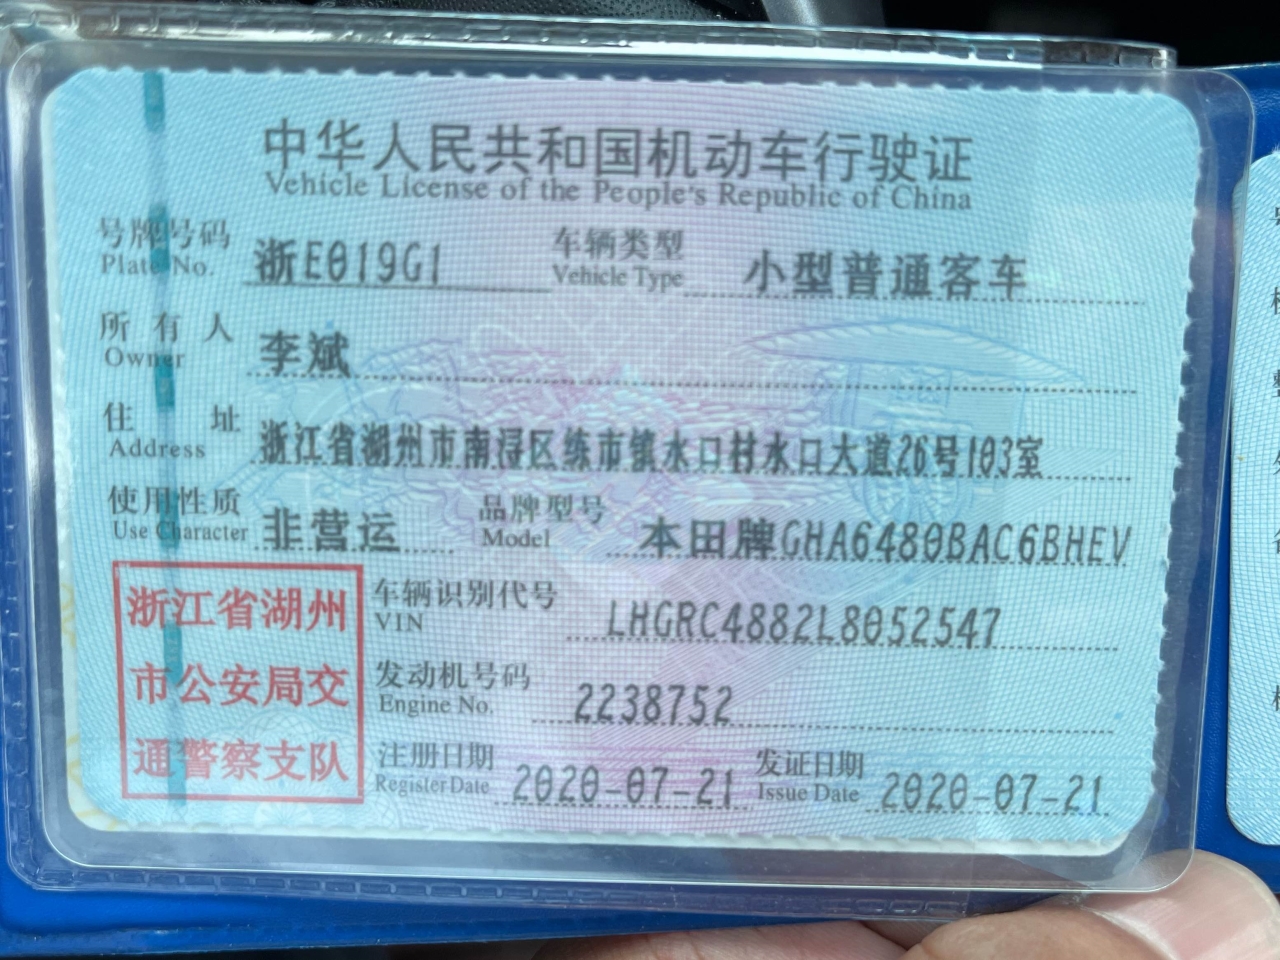 中华人民共和国机动车行驶证
Vehicle License of the People's Republic of China
号牌号码 浙E019G1 车辆类型 小型普通客车
Plate No. Vehicle Type
所有人 李斌
Owner
住址 浙江省湖州市南浔区练市镇水口村水口大道26号103室
Address
使用性质 非营运 品牌型号 本田牌GHA6480BAC6BHEV
Use Character Model
浙江省湖州
市公安局交
通警察支队
车辆识别代号 LHGRC4882L8052547
VIN
发动机号码 2238752
Engine No.
注册日期 2020-07-21 发证日期 2020-07-21
Register Date Issue Date